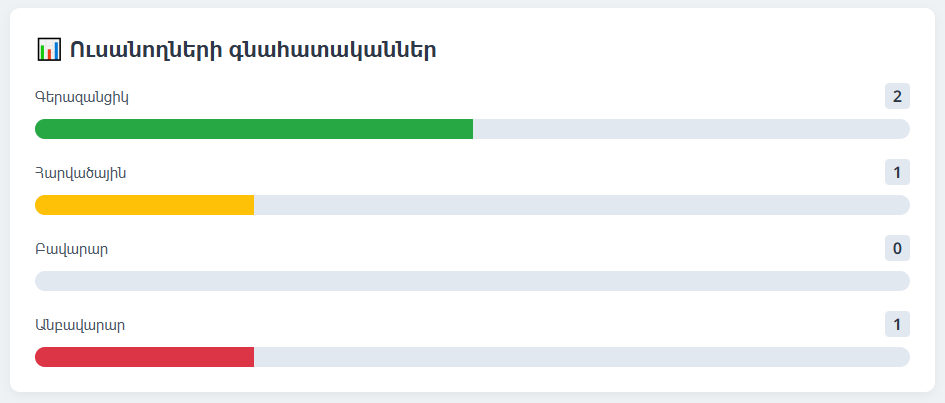 Ուսանողների գնահատականներ
Գերազանցիկ 2
Հարվածային 1
Բավարար 0
Անբավարար 1